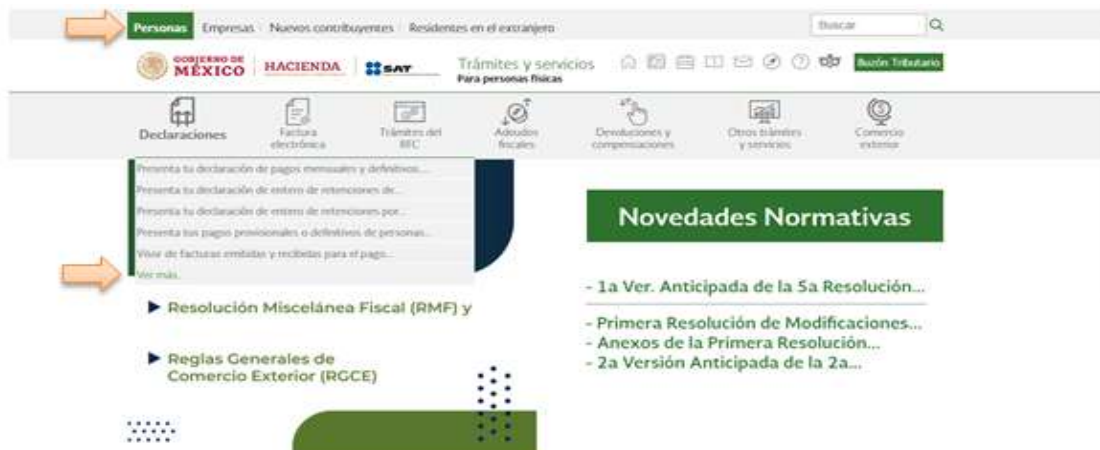 Personas Empresas Nuevos contribuyentes Residentes en el extranjero Buscar
GOBIERNO DE MÉXICO HACIENDA SAT Trámites y servicios
Para personas físicas Buzón Tributario
Declaraciones
Factura electrónica
Trámites del RFC
Adeudos fiscales
Devoluciones y compensaciones
Otros trámites y servicios
Comercio exterior
Presenta tu declaración de pagos mensuales y definitivos...
Presenta tu declaración de entero de retenciones de...
Presenta tu declaración de entero de retenciones por...
Presenta tus pagos provisionales o definitivos de personas...
Visor de facturas emitidas y recibidas para el pago...
Ver más...
Resolución Miscelánea Fiscal (RMF) y
Reglas Generales de
Comercio Exterior (RGCE)
Novedades Normativas
- 1a Ver. Anticipada de la 5a Resolución...
- Primera Resolución de Modificaciones...
- Anexos de la Primera Resolución...
- 2a Versión Anticipada de la 2a...